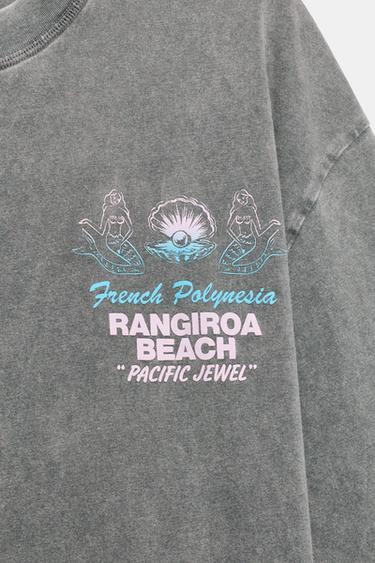 French Polynesia
RANGIROA
BEACH
"PACIFIC JEWEL"